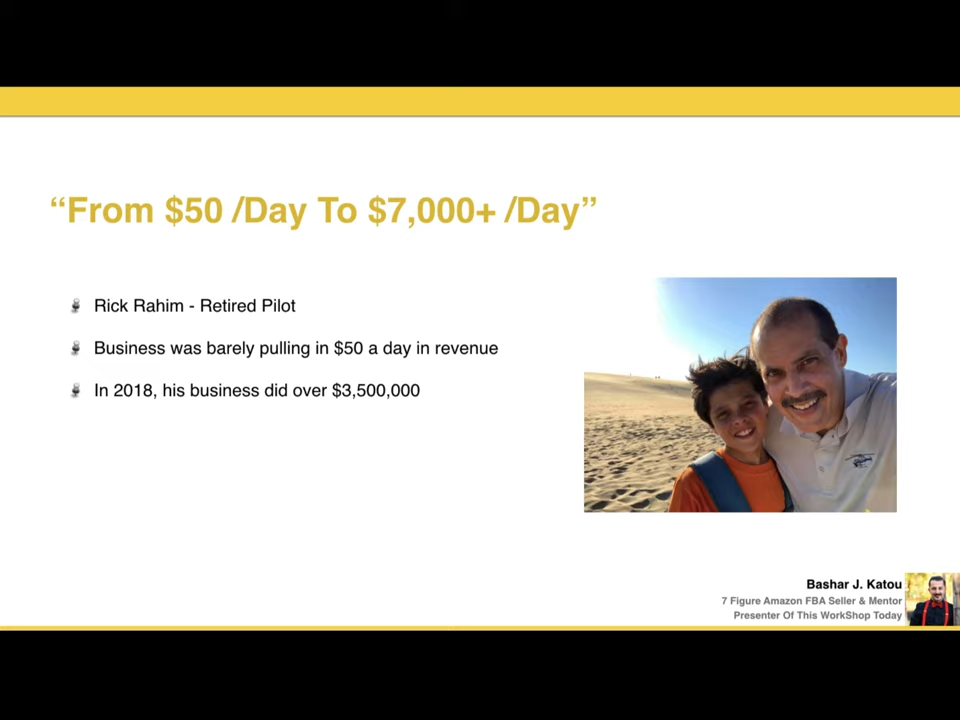 “From $50 /Day To $7,000+ /Day”
Rick Rahim - Retired Pilot
Business was barely pulling in $50 a day in revenue
In 2018, his business did over $3,500,000
Bashar J. Katou
7 Figure Amazon FBA Seller & Mentor
Presenter Of This WorkShop Today